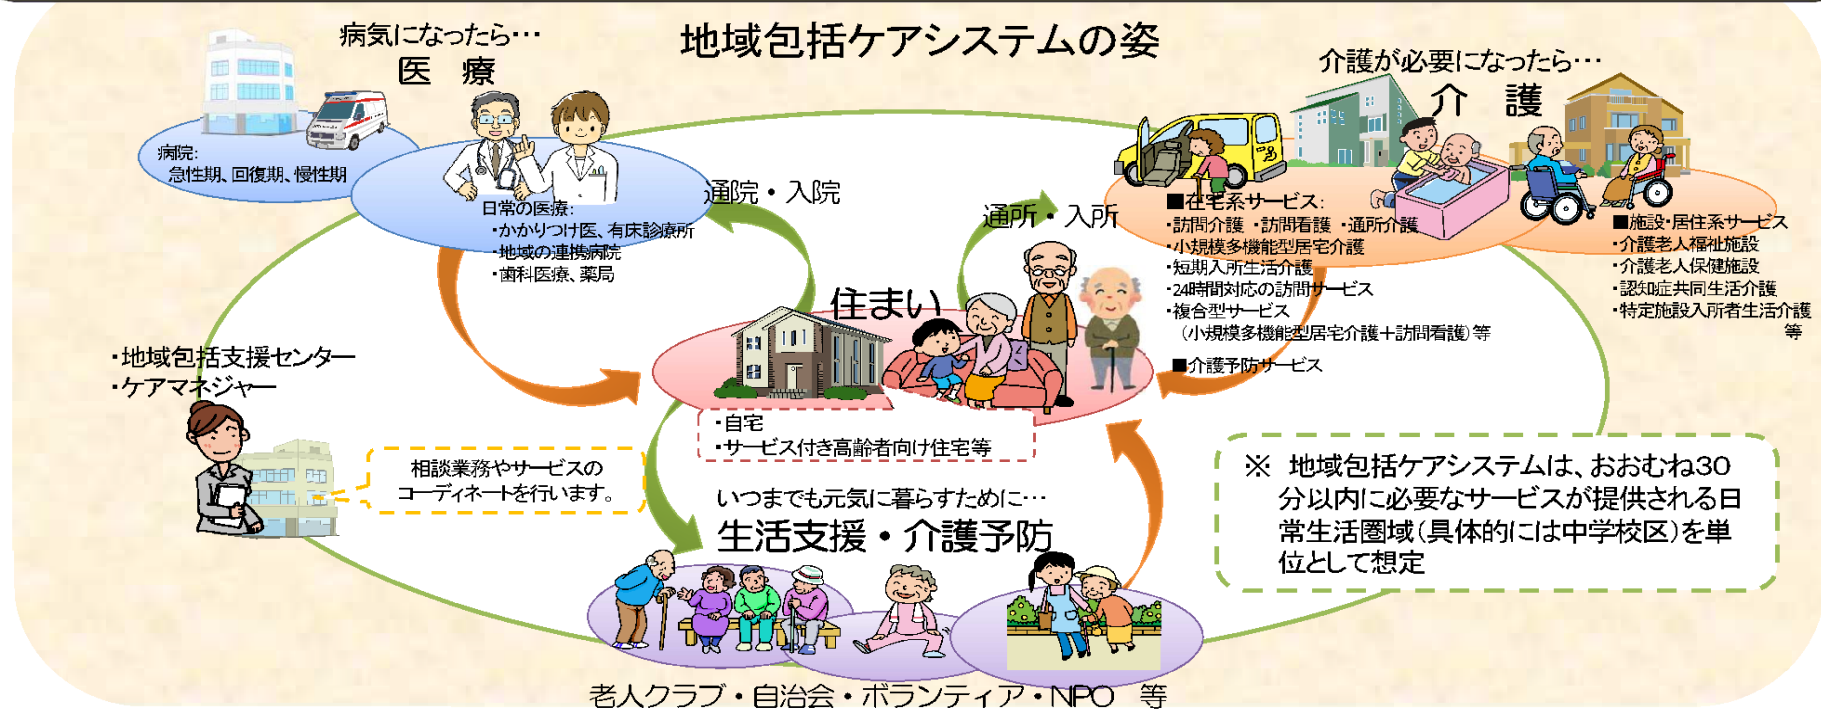 地域包括ケアシステムの姿
病気になったら…
医 療
病院:
急性期、回復期、慢性期
日常の医療:
・かかりつけ医、有床診療所
・地域の連携病院
・歯科医療、薬局
通院・入院
通所・入所
介護が必要になったら…
介 護
■在宅系サービス:
・訪問介護 ・訪問看護 ・通所介護
・小規模多機能型居宅介護
・短期入所生活介護
・24時間対応の訪問サービス
・複合型サービス
(小規模多機能型居宅介護+訪問看護)等
■介護予防サービス
■施設・居住系サービス
・介護老人福祉施設
・介護老人保健施設
・認知症共同生活介護
・特定施設入所者生活介護
等
住まい
・自宅
・サービス付き高齢者向け住宅等
・地域包括支援センター
・ケアマネジャー
相談業務やサービスの
コーディネートを行います。
いつまでも元気に暮らすために…
生活支援・介護予防
老人クラブ・自治会・ボランティア・NPO 等
※ 地域包括ケアシステムは、おおむね30
分以内に必要なサービスが提供される日
常生活圏域(具体的には中学校区)を単
位として想定